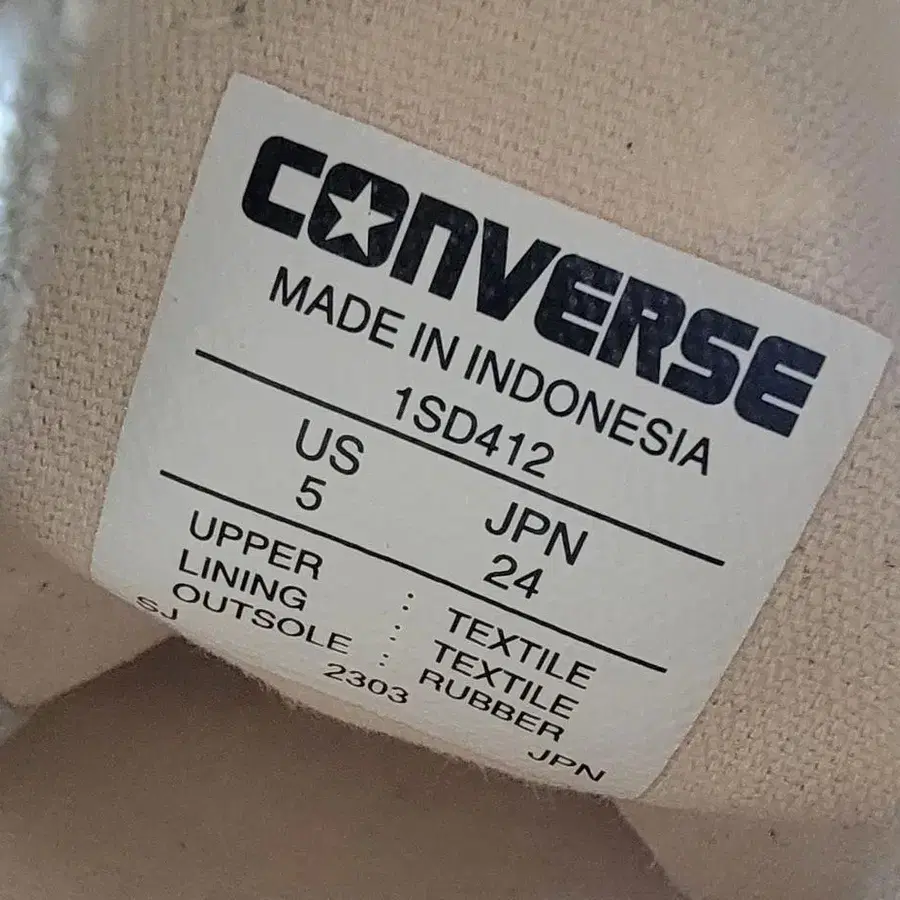 CONVERSE
MADE IN INDONESIA
1SD412
US JPN
5 24
UPPER : TEXTILE
LINING : TEXTILE
OUTSOLE : RUBBER
SJ 2303 JPN